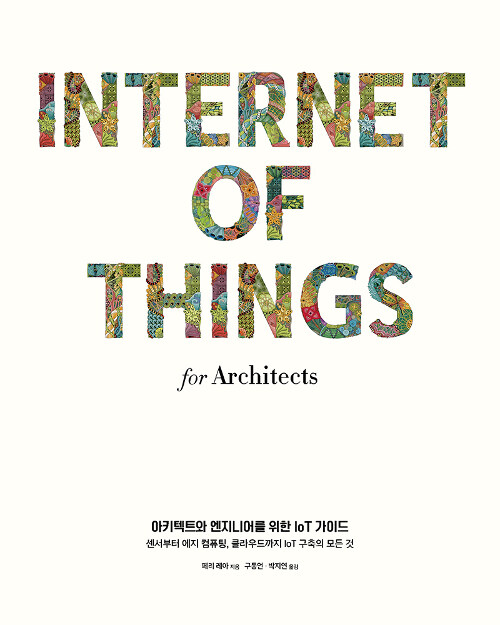 INTERNET
OF
THINGS
for Architects
아키텍트와 엔지니어를 위한 IoT 가이드
센서부터 에지 컴퓨팅, 클라우드까지 IoT 구축의 모든 것
페리 레아 지음 구동언 · 박지연 옮김